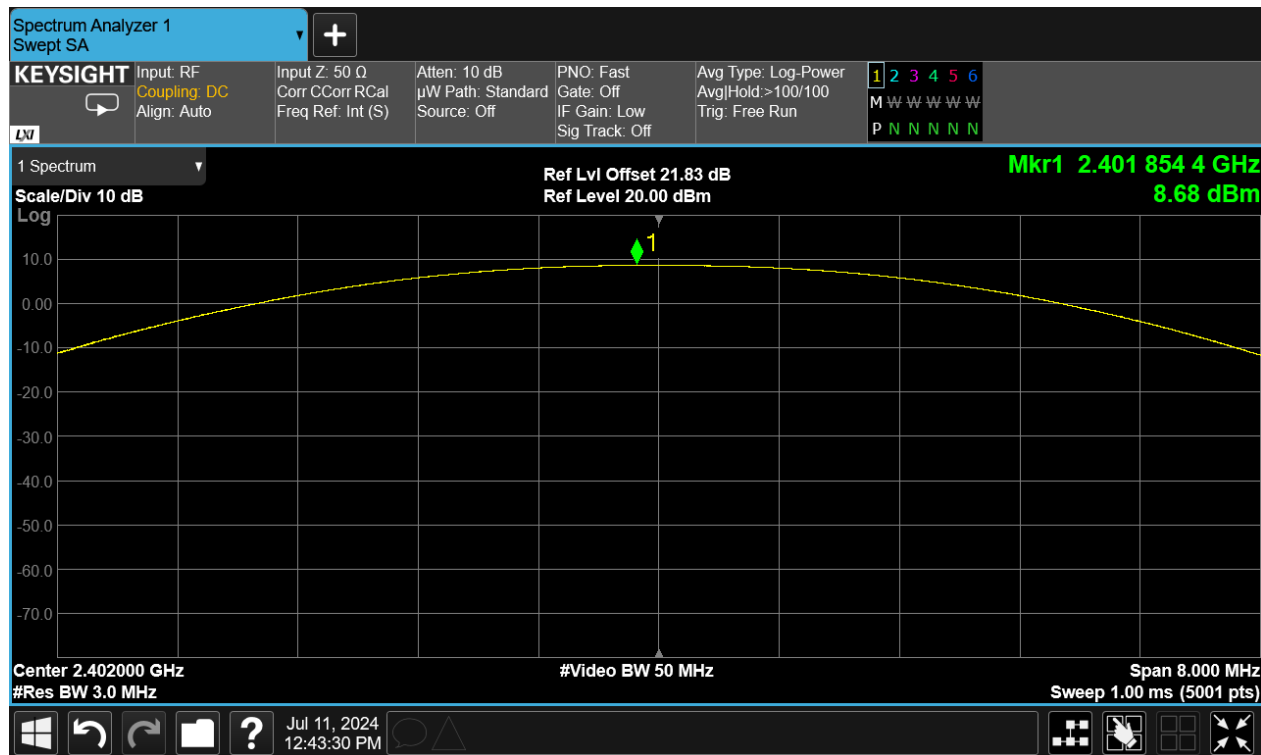 Spectrum Analyzer 1
Swept SA
KEYSIGHT
LXI
Input: RF
Coupling: DC
Align: Auto
Input Z: 50 Ω
Corr CCorr RCal
Freq Ref: Int (S)
Atten: 10 dB
µW Path: Standard
Source: Off
PNO: Fast
Gate: Off
IF Gain: Low
Sig Track: Off
Avg Type: Log-Power
Avg|Hold:>100/100
Trig: Free Run
1 2 3 4 5 6
M W W W W W
P N N N N N
1 Spectrum
Scale/Div 10 dB
Log
Ref Lvl Offset 21.83 dB
Ref Level 20.00 dBm
Mkr1 2.401 854 4 GHz
8.68 dBm
1
10.0
0.00
-10.0
-20.0
-30.0
-40.0
-50.0
-60.0
-70.0
Center 2.402000 GHz
#Res BW 3.0 MHz
#Video BW 50 MHz
Span 8.000 MHz
Sweep 1.00 ms (5001 pts)
?
Jul 11, 2024
12:43:30 PM